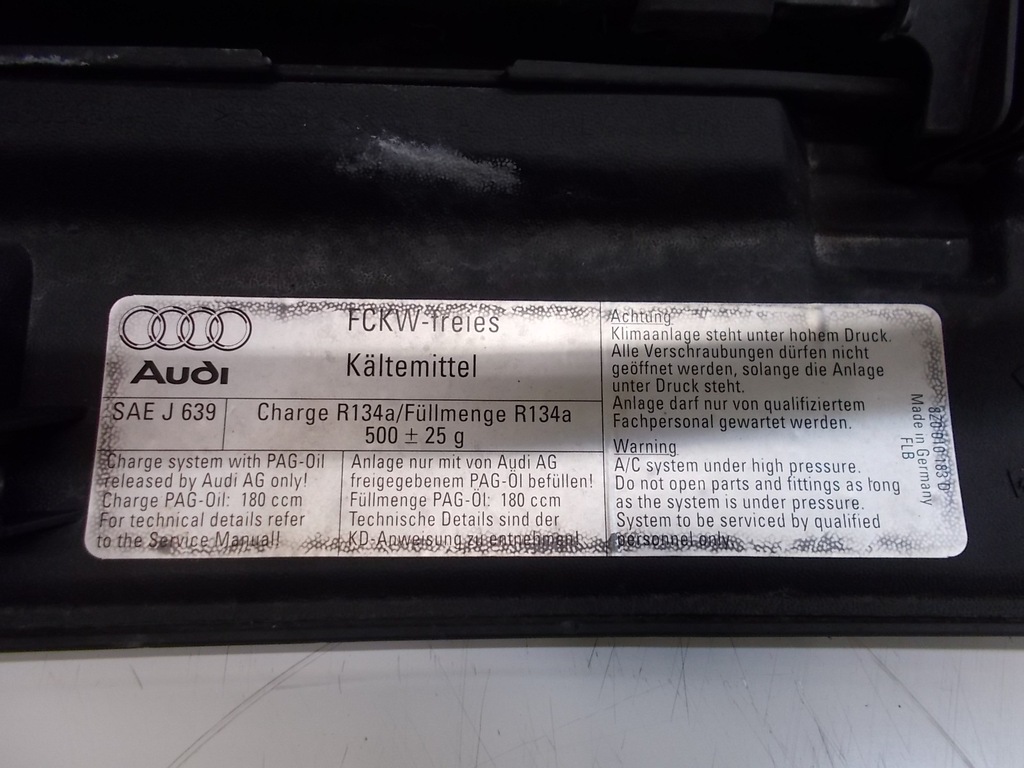 FCKW-freies
Kältemittel
Audi
SAE J 639
Charge R134a/Füllmenge R134a
500 ± 25 g
Charge system with PAG-Oil
released by Audi AG only!
Charge PAG-Oil: 180 ccm
For technical details refer
to the Service Manual!
Anlage nur mit von Audi AG
freigegebenem PAG-Öl befüllen!
Füllmenge PAG-Öl: 180 ccm
Technische Details sind der
KD-Anweisung zu entnehmen!
Achtung
Klimaanlage steht unter hohem Druck.
Alle Verschraubungen dürfen nicht
geöffnet werden, solange die Anlage
unter Druck steht.
Anlage darf nur von qualifiziertem
Fachpersonal gewartet werden.
Warning
A/C system under high pressure.
Do not open parts and fittings as long
as the system is under pressure.
System to be serviced by qualified
personnel only.
FLB
Made in Germany